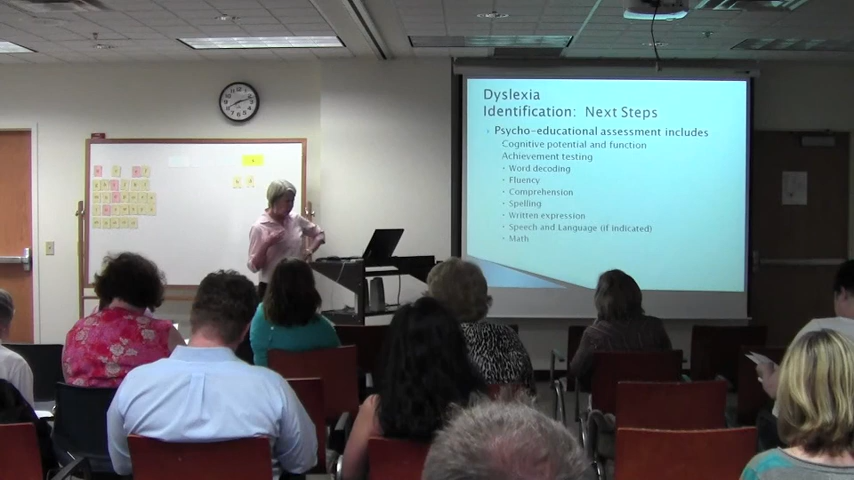 Dyslexia
Identification: Next Steps
Psycho-educational assessment includes
Cognitive potential and function
Achievement testing
Word decoding
Fluency
Comprehension
Spelling
Written expression
Speech and Language (if indicated)
Math